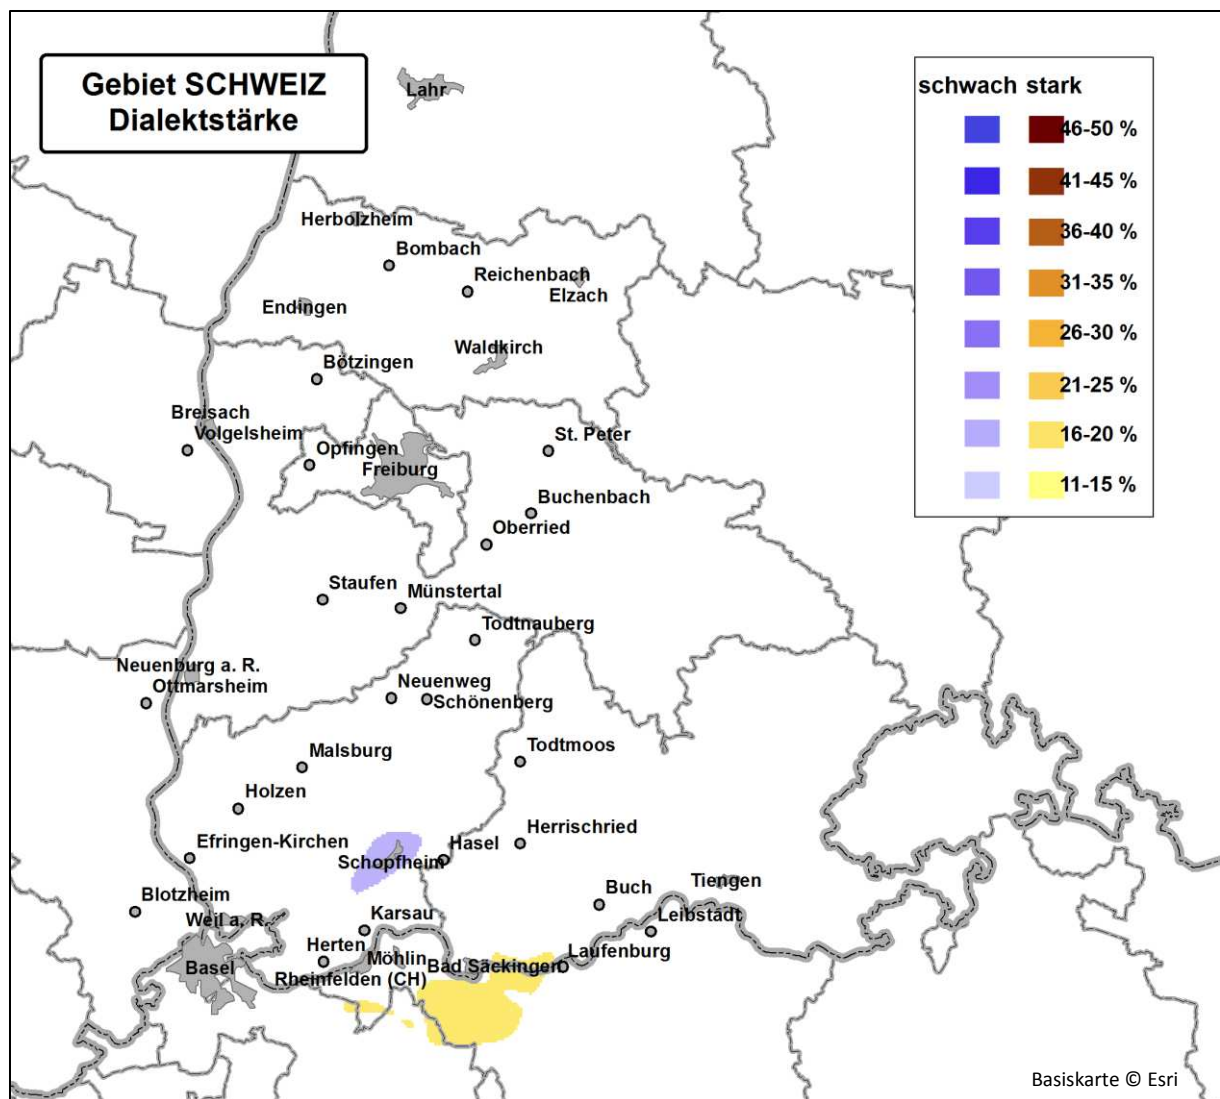 Gebiet SCHWEIZ
Dialektstärke
schwach stark
46-50 %
41-45 %
36-40 %
31-35 %
26-30 %
21-25 %
16-20 %
11-15 %
Lahr
Herbolzheim
Bombach
Reichenbach
Elzach
Endingen
Waldkirch
Bötzingen
Breisach
Volgelsheim
Opfingen
Freiburg
St. Peter
Buchenbach
Oberried
Staufen
Münstertal
Todtnauberg
Neuenburg a. R.
Ottmarsheim
Neuenweg
Schönenberg
Malsburg
Todtmoos
Holzen
Efringen-Kirchen
Schopfheim
Hasel
Herrischried
Blotzheim
Weil a. R.
Karsau
Buch
Tiengen
Leibstadt
Basel
Herten
Möhlin
Rheinfelden (CH)
Bad Säckingen
Laufenburg
Basiskarte © Esri